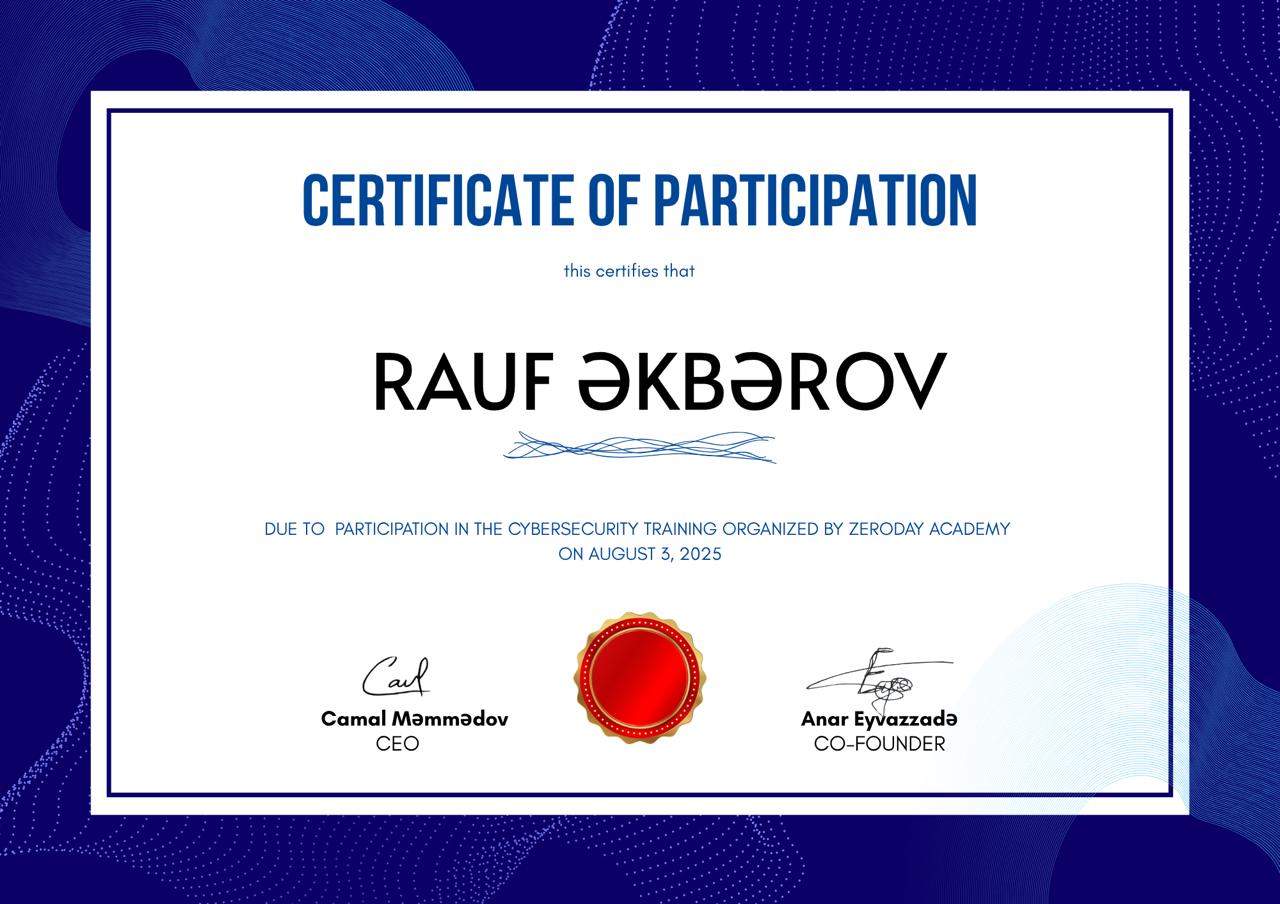 CERTIFICATE OF PARTICIPATION
this certifies that
RAUF ƏKBƏROV
DUE TO  PARTICIPATION IN THE CYBERSECURITY TRAINING ORGANIZED BY ZERODAY ACADEMY
ON AUGUST 3, 2025
Camal Məmmədov
CEO
Anar Eyvazzadə
CO-FOUNDER